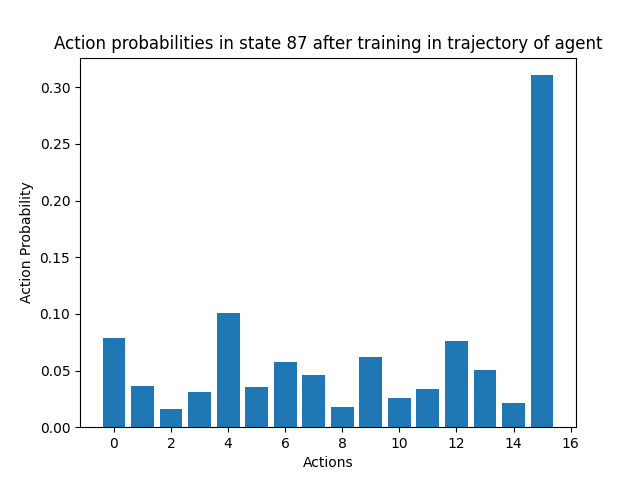 Action probabilities in state 87 after training in trajectory of agent
Action Probability
0.30
0.25
0.20
0.15
0.10
0.05
0.00
0 2 4 6 8 10 12 14 16
Actions